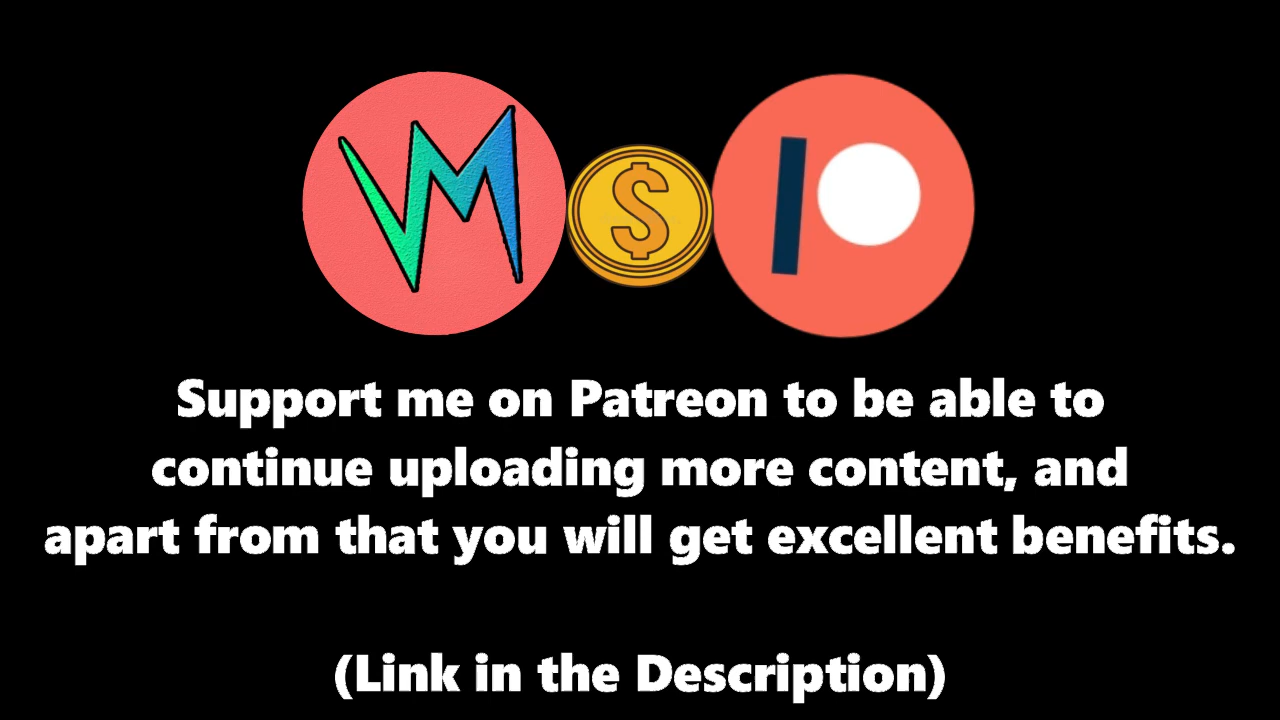 VM
$
Support me on Patreon to be able to
continue uploading more content, and
apart from that you will get excellent benefits.
(Link in the Description)